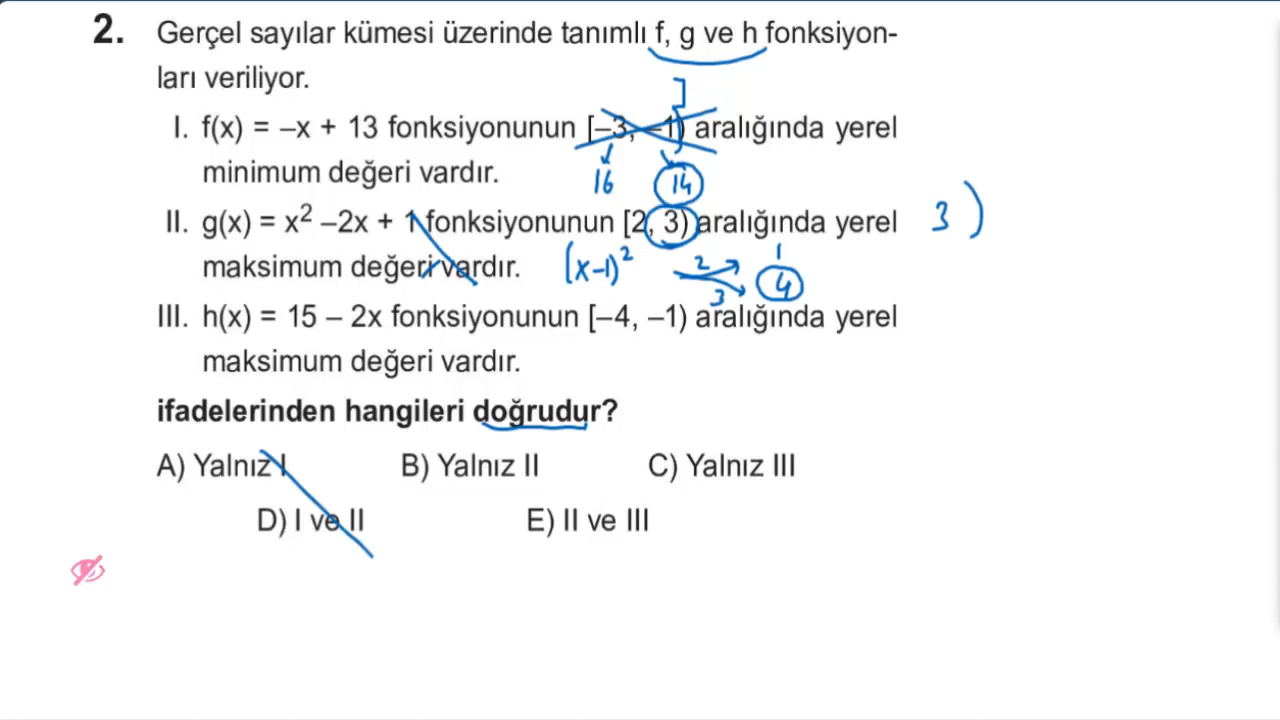 2. Gerçel sayılar kümesi üzerinde tanımlı f, g ve h fonksiyon-
ları veriliyor.
]
I. f(x) = –x + 13 fonksiyonunun [–3, –1) aralığında yerel
minimum değeri vardır.
16 14
II. g(x) = x² –2x + 1 fonksiyonunun [2, 3) aralığında yerel
3 )
maksimum değeri vardır.
(x–1)² 2 1
3 4
III. h(x) = 15 – 2x fonksiyonunun [–4, –1) aralığında yerel
maksimum değeri vardır.
ifadelerinden hangileri doğrudur?
A) Yalnız I B) Yalnız II C) Yalnız III
D) I ve II E) II ve III